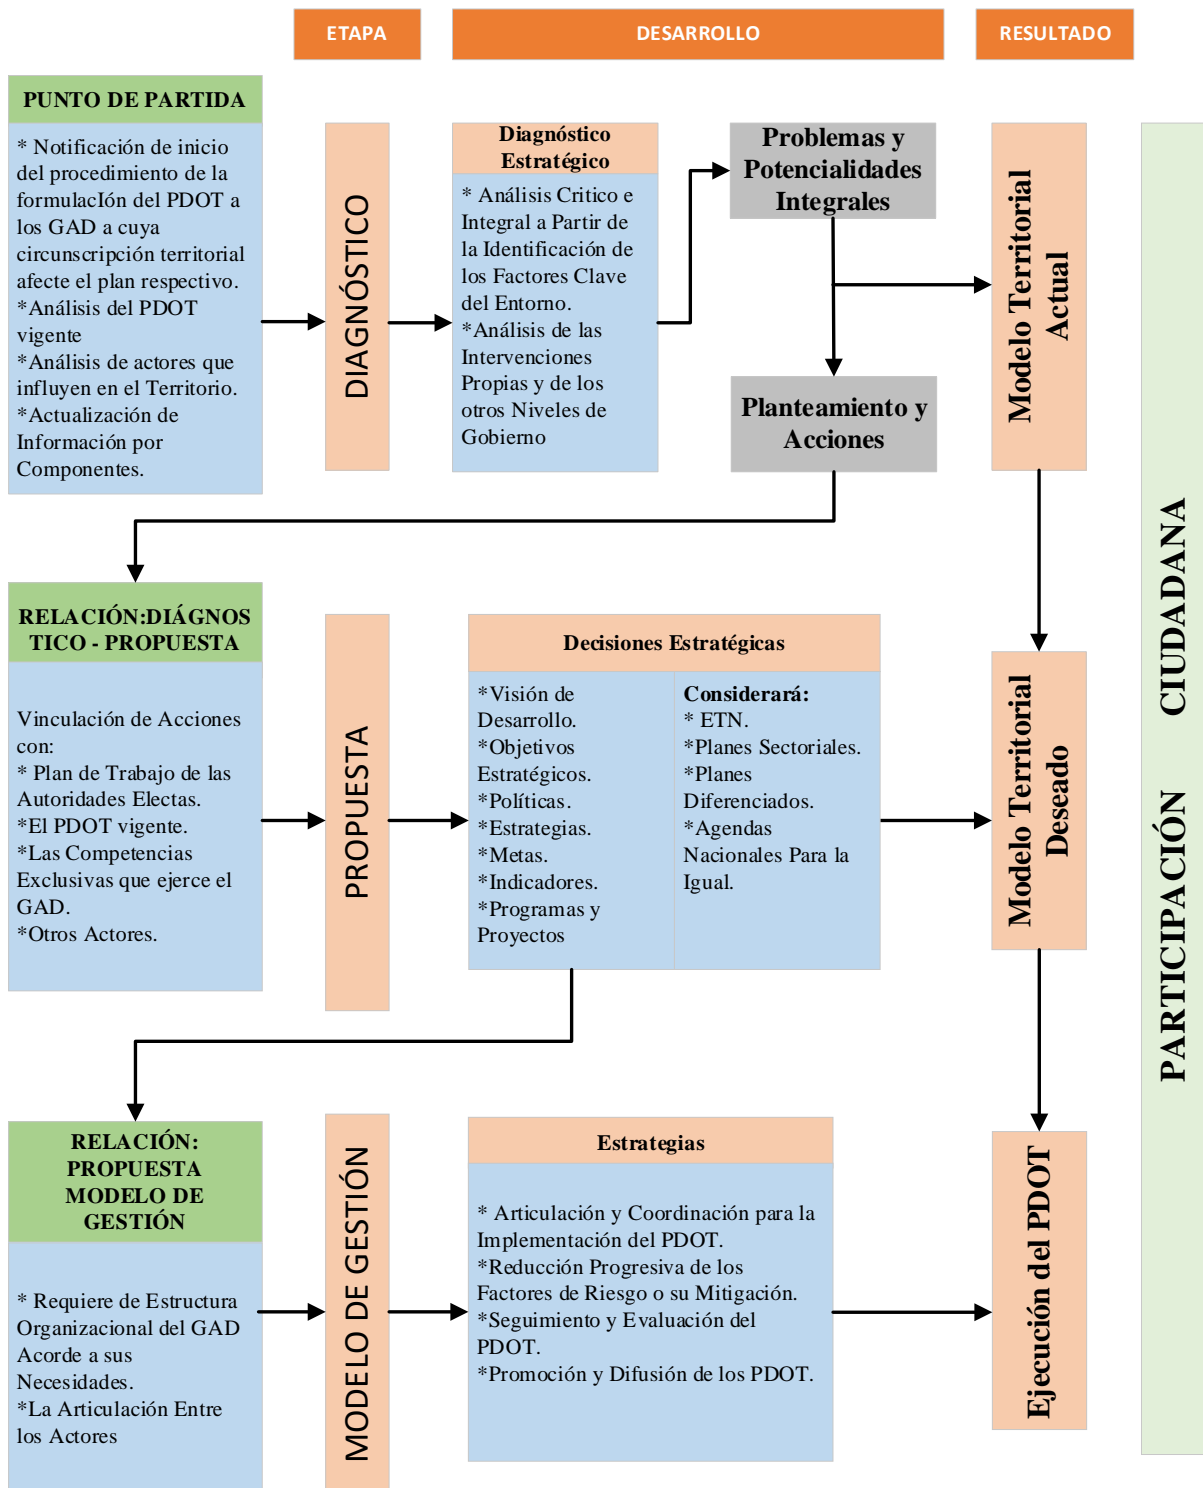 ETAPA
DESARROLLO
RESULTADO
PUNTO DE PARTIDA
* Notificación de inicio
del procedimiento de la
formulacIón del PDOT a
los GAD a cuya
circunscripción territorial
afecte el plan respectivo.
*Análisis del PDOT
vigente
*Análisis de actores que
influyen en el Territorio.
*Actualización de
Información por
Componentes.
DIAGNÓSTICO
Diagnóstico
Estratégico
* Análisis Critico e
Integral a Partir de
la Identificación de
los Factores Clave
del Entorno.
*Análisis de las
Intervenciones
Propias y de los
otros Niveles de
Gobierno
Problemas y
Potencialidades
Integrales
Planteamiento y
Acciones
Modelo Territorial
Actual
RELACIÓN:DIÁGNOS
TICO - PROPUESTA
Vinculación de Acciones
con:
* Plan de Trabajo de las
Autoridades Electas.
*El PDOT vigente.
*Las Competencias
Exclusivas que ejerce el
GAD.
*Otros Actores.
PROPUESTA
Decisiones Estratégicas
*Visión de
Desarrollo.
*Objetivos
Estratégicos.
*Políticas.
*Estrategias.
*Metas.
*Indicadores.
*Programas y
Proyectos
Considerará:
* ETN.
*Planes Sectoriales.
*Planes
Diferenciados.
*Agendas
Nacionales Para la
Igual.
Modelo Territorial
Deseado
RELACIÓN:
PROPUESTA
MODELO DE
GESTIÓN
* Requiere de Estructura
Organizacional del GAD
Acorde a sus
Necesidades.
*La Articulación Entre
los Actores
MODELO DE GESTIÓN
Estrategias
* Articulación y Coordinación para la
Implementación del PDOT.
*Reducción Progresiva de los
Factores de Riesgo o su Mitigación.
*Seguimiento y Evaluación del
PDOT.
*Promoción y Difusión de los PDOT.
Ejecución del PDOT
PARTICIPACIÓN CIUDADANA